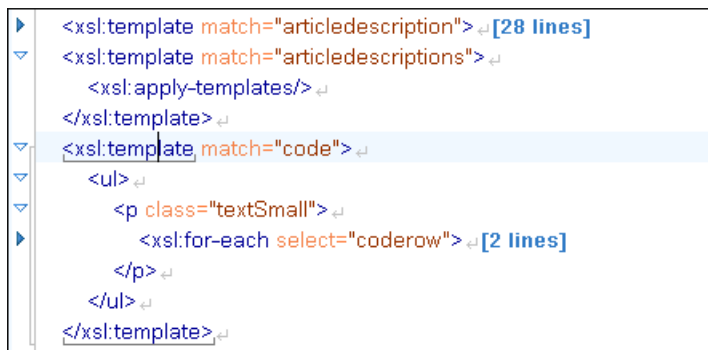 <xsl:template match="articledescription">↵[28 lines]
<xsl:template match="articledescriptions">↵
<xsl:apply-templates/>↵
</xsl:template>↵
<xsl:template match="code">↵
<ul>↵
<p class="textSmall">↵
<xsl:for-each select="coderow">↵[2 lines]
</p>↵
</ul>↵
</xsl:template>↵